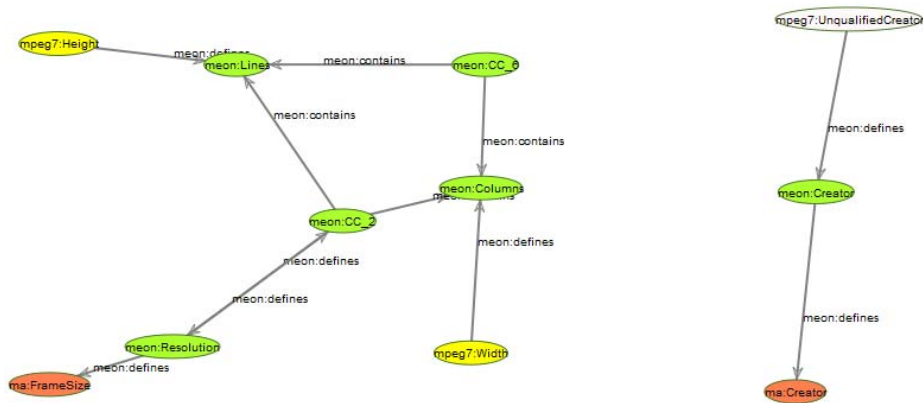 mpeg7:UnqualifiedCreator
mpeg7:Height
meon:defines
meon:Lines
meon:contains
meon:CC_6
meon:contains
meon:defines
meon:contains
meon:Columns
meon:Creator
meon:CC_2
meon:defines
meon:defines
meon:defines
meon:defines
meon:Resolution
mpeg7:Width
meon:defines
ma:FrameSize
ma:Creator